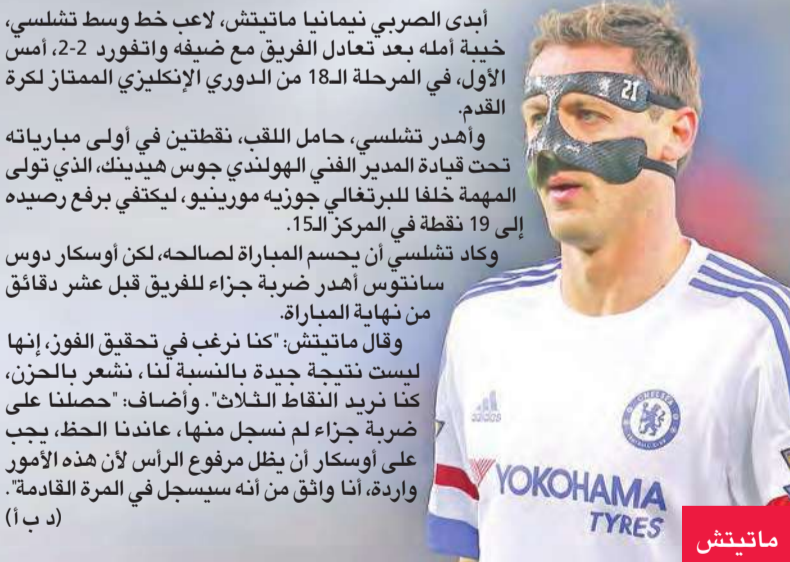 أبدى الصربي نيمانيا ماتيتش، لاعب خط وسط تشلسي،
خيبة أمله بعد تعادل الفريق مع ضيفه واتفورد 2-2، أمس
الأول، في المرحلة الـ18 من الدوري الإنكليزي الممتاز لكرة
القدم.
وأهدر تشلسي، حامل اللقب، نقطتين في أولى مبارياته
تحت قيادة المدير الفني الهولندي جوس هيدينك، الذي تولى
المهمة خلفا للبرتغالي جوزيه مورينيو، ليكتفي برفع رصيده
إلى 19 نقطة في المركز الـ15.
وكاد تشلسي أن يحسم المباراة لصالحه، لكن أوسكار دوس
سانتوس أهدر ضربة جزاء للفريق قبل عشر دقائق
من نهاية المباراة.
وقال ماتيتش: "كنا نرغب في تحقيق الفوز، إنها
ليست نتيجة جيدة بالنسبة لنا، نشعر بالحزن،
كنا نريد النقاط الثلاث". وأضاف: "حصلنا على
ضربة جزاء لم نسجل منها، عاندنا الحظ، يجب
على أوسكار أن يظل مرفوع الرأس لأن هذه الأمور
واردة، أنا واثق من أنه سيسجل في المرة القادمة".
(د ب أ)
21
adidas
CHELSEA
YOKOHAMA
TYRES
ماتيتش